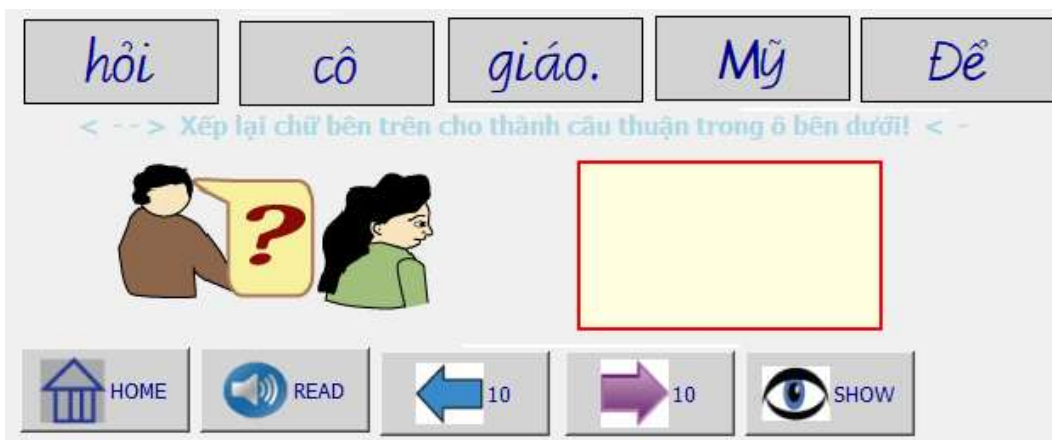 hỏi cô giáo. Mỹ Để
< - - > Xếp lại chữ bên trên cho thành câu thuận trong ô bên dưới! < -
?
HOME READ 10 10 SHOW